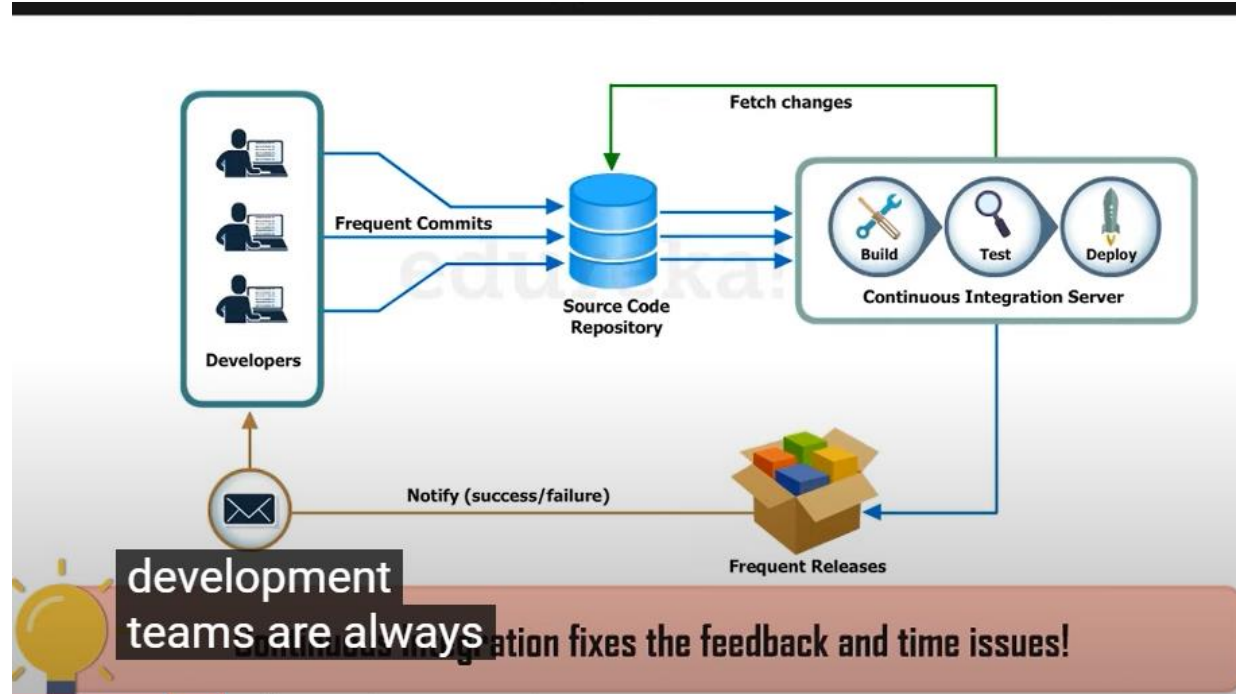 Fetch changes
Frequent Commits
Build
Test
Deploy
Continuous Integration Server
Source Code
Repository
Developers
edureka!
Notify (success/failure)
Frequent Releases
development
teams are always
ation fixes the feedback and time issues!